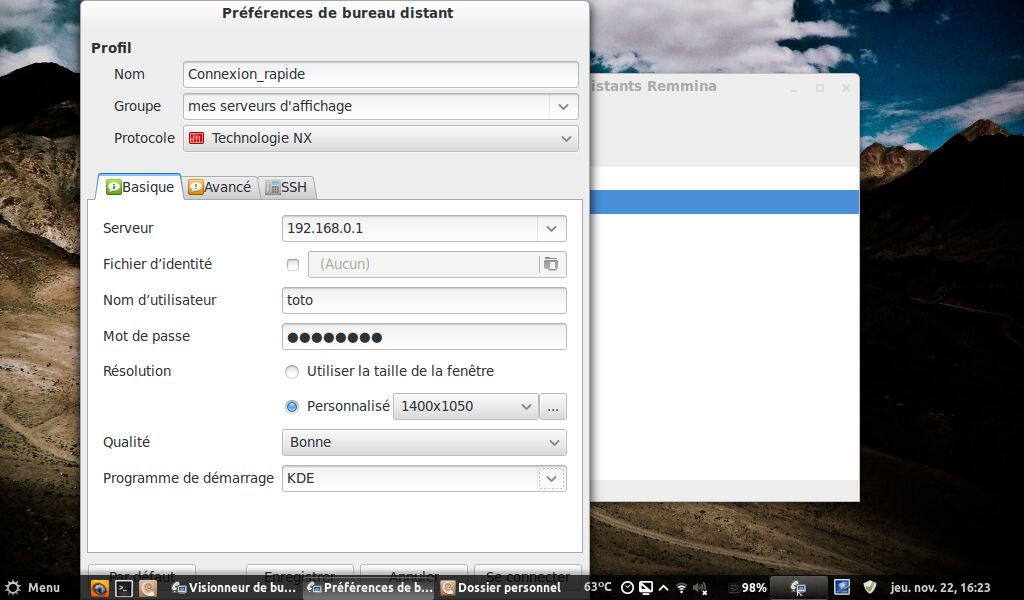 Préférences de bureau distant
Profil
Nom Connexion_rapide
Groupe mes serveurs d'affichage
Protocole Technologie NX
Basique Avancé SSH
Serveur 192.168.0.1
Fichier d’identité (Aucun)
Nom d’utilisateur toto
Mot de passe ●●●●●●●●
Résolution Utiliser la taille de la fenêtre
Personnalisé 1400x1050 ...
Qualité Bonne
Programme de démarrage KDE
Par défaut Enregistrer Annuler Se connecter
istants Remmina
Menu Visionneur de bu... Préférences de b... Dossier personnel 63°C 98% jeu. nov. 22, 16:23